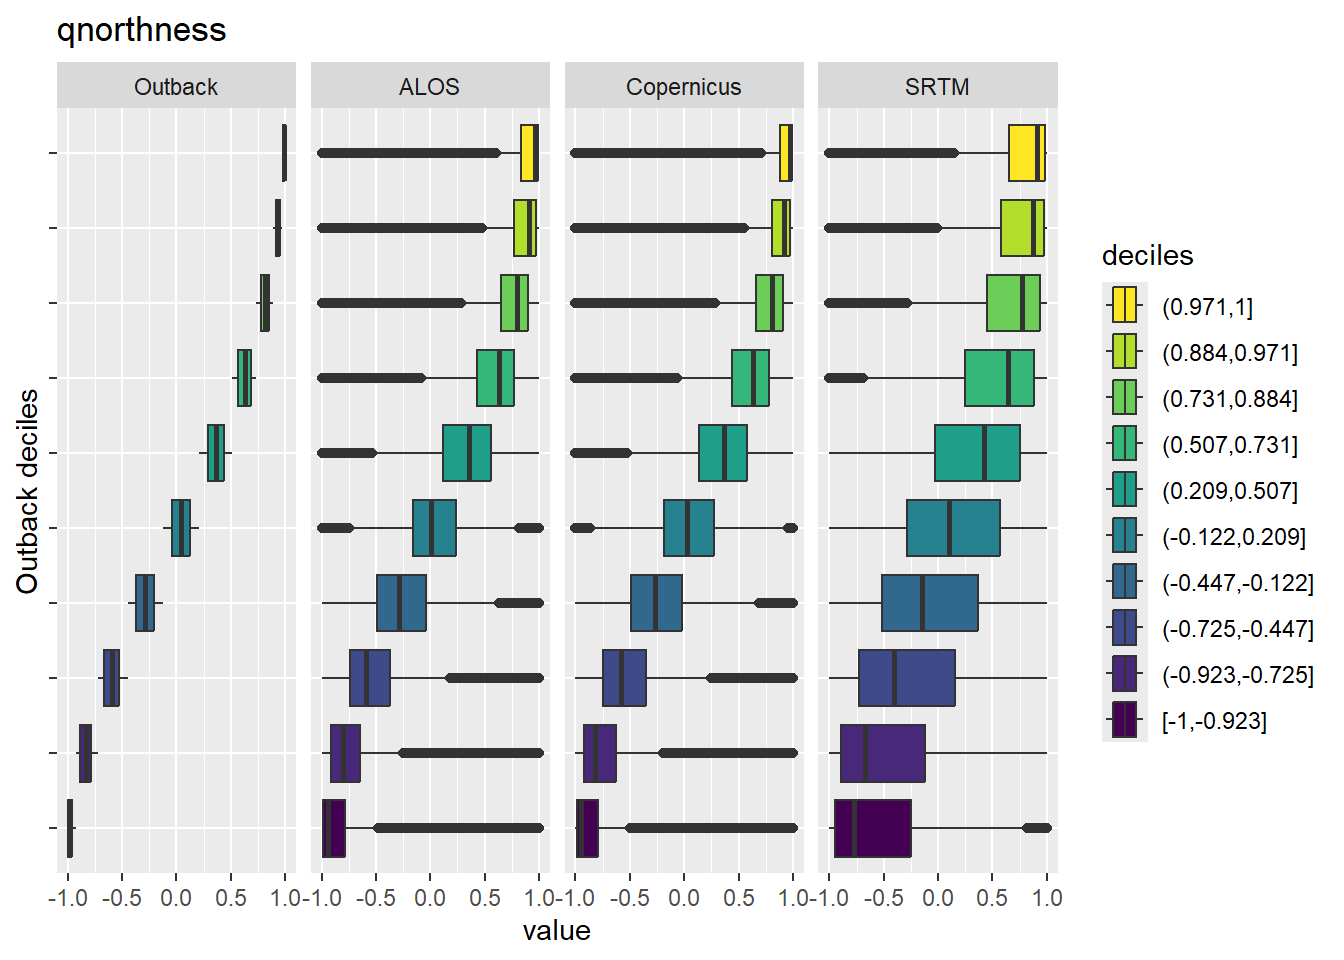 qnorthness
Outback ALOS Copernicus SRTM
Outback deciles
-1.0 -0.5 0.0 0.5 1.0 -1.0 -0.5 0.0 0.5 1.0 -1.0 -0.5 0.0 0.5 1.0 -1.0 -0.5 0.0 0.5 1.0
value
deciles
(0.971,1]
(0.884,0.971]
(0.731,0.884]
(0.507,0.731]
(0.209,0.507]
(-0.122,0.209]
(-0.447,-0.122]
(-0.725,-0.447]
(-0.923,-0.725]
[-1,-0.923]